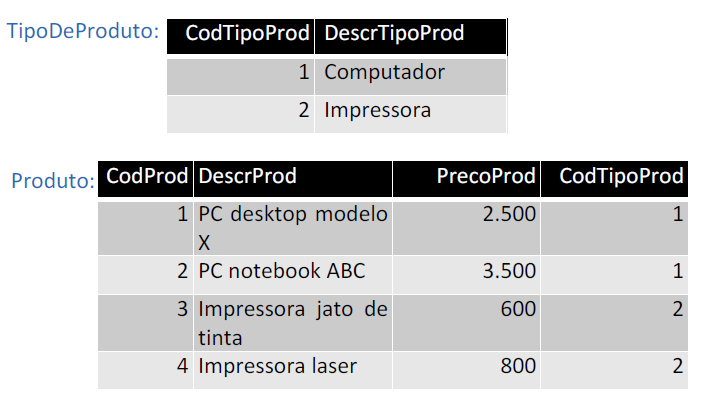 TipoDeProduto:
CodTipoProd DescrTipoProd
1 Computador
2 Impressora
Produto:
CodProd DescrProd PrecoProd CodTipoProd
1 PC desktop modelo 2.500 1
X
2 PC notebook ABC 3.500 1
3 Impressora jato de 600 2
tinta
4 Impressora laser 800 2